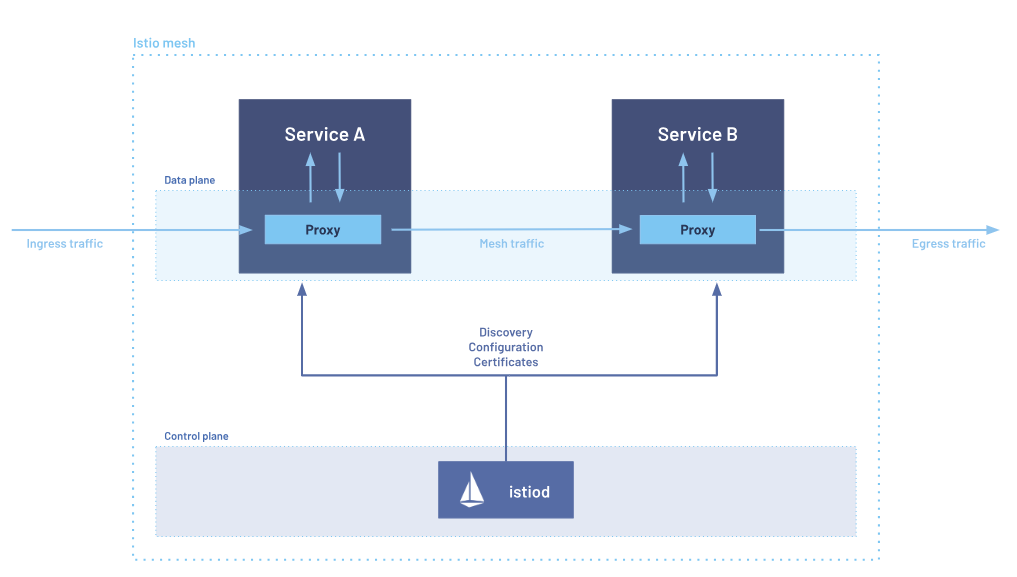 Istio mesh
Service A
Service B
Data plane
Proxy
Proxy
Ingress traffic
Mesh traffic
Egress traffic
Discovery
Configuration
Certificates
Control plane
istiod